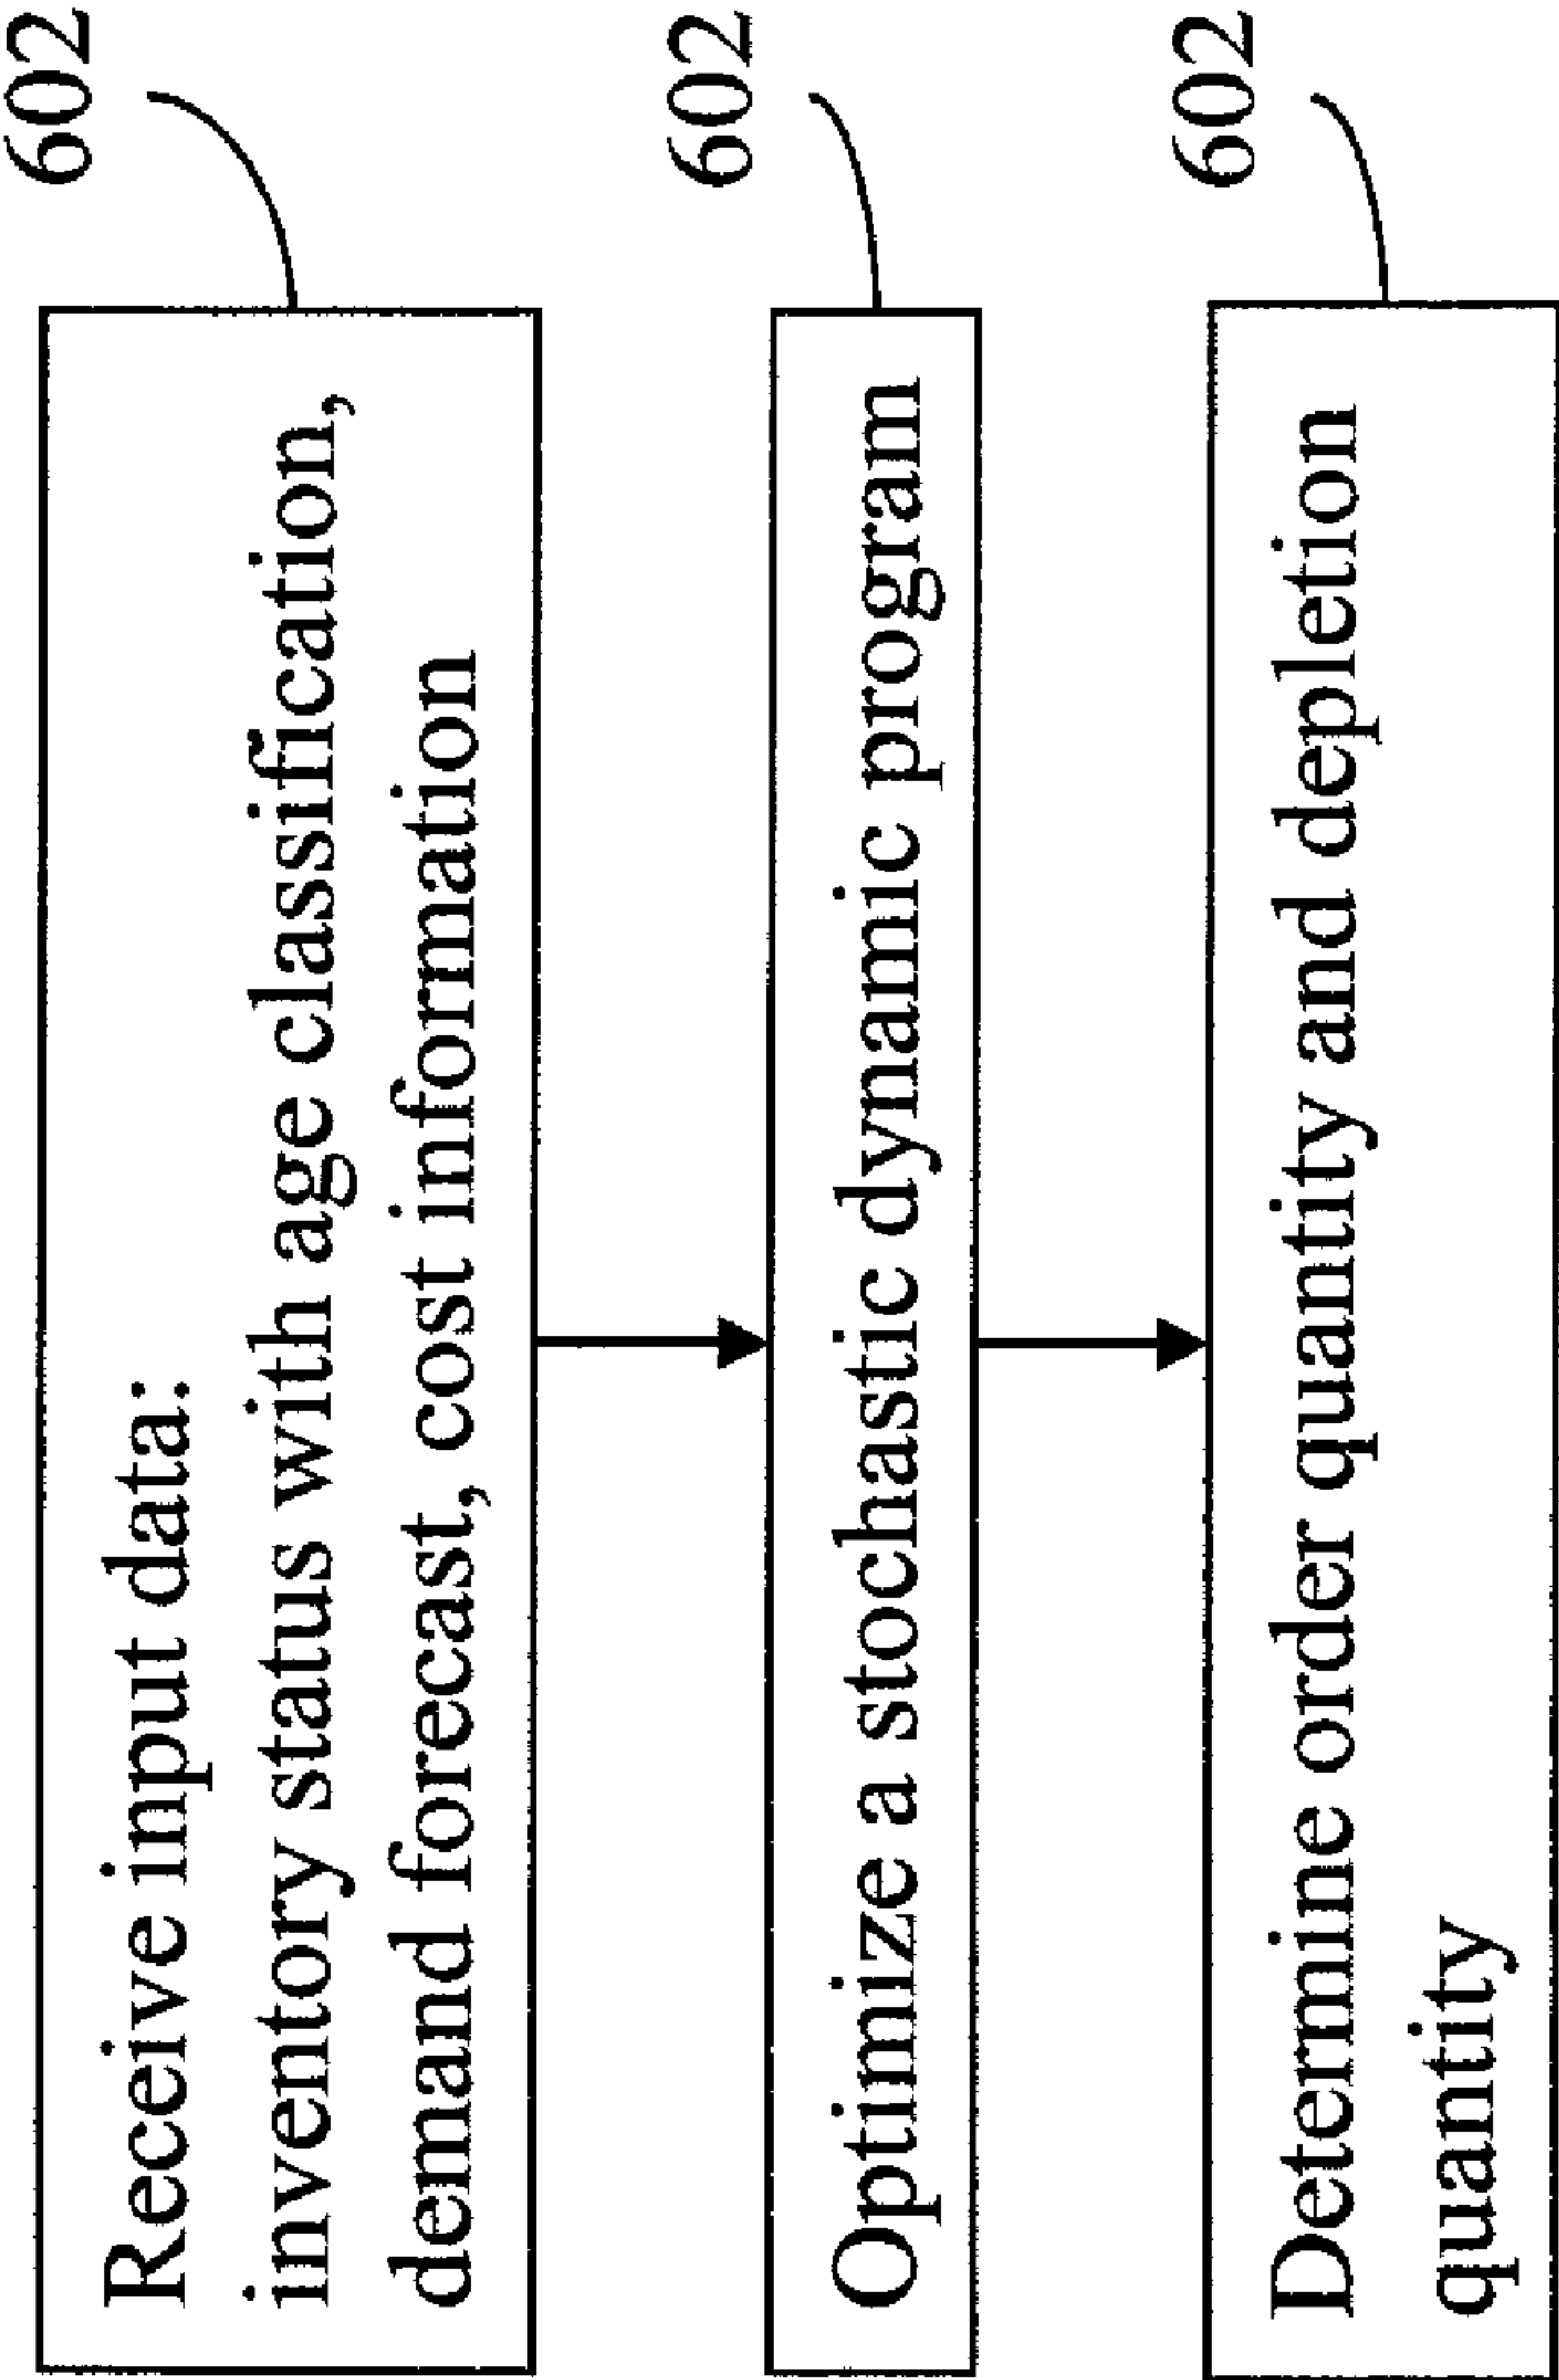 Receive input data:
inventory status with age classification,
demand forecast, cost information
602
Optimize a stochastic dynamic program
602
Determine order quantity and depletion
quantity
602